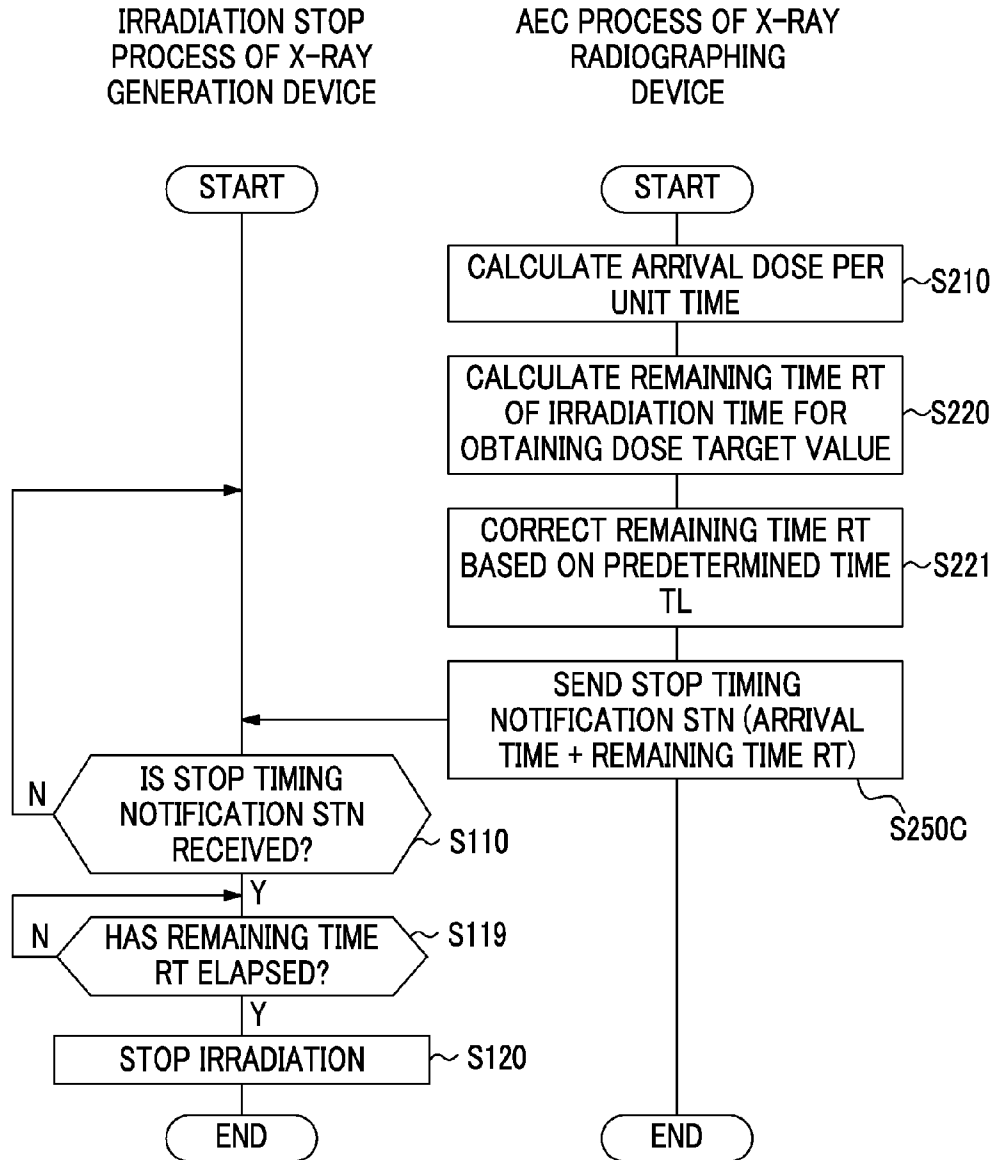 IRRADIATION STOP
PROCESS OF X-RAY
GENERATION DEVICE
START
N
IS STOP TIMING
NOTIFICATION STN
RECEIVED?
S110
Y
N
HAS REMAINING TIME
RT ELAPSED?
S119
Y
STOP IRRADIATION
S120
END
AEC PROCESS OF X-RAY
RADIOGRAPHING
DEVICE
START
CALCULATE ARRIVAL DOSE PER
UNIT TIME
S210
CALCULATE REMAINING TIME RT
OF IRRADIATION TIME FOR
OBTAINING DOSE TARGET VALUE
S220
CORRECT REMAINING TIME RT
BASED ON PREDETERMINED TIME
TL
S221
SEND STOP TIMING
NOTIFICATION STN (ARRIVAL
TIME + REMAINING TIME RT)
S250C
END